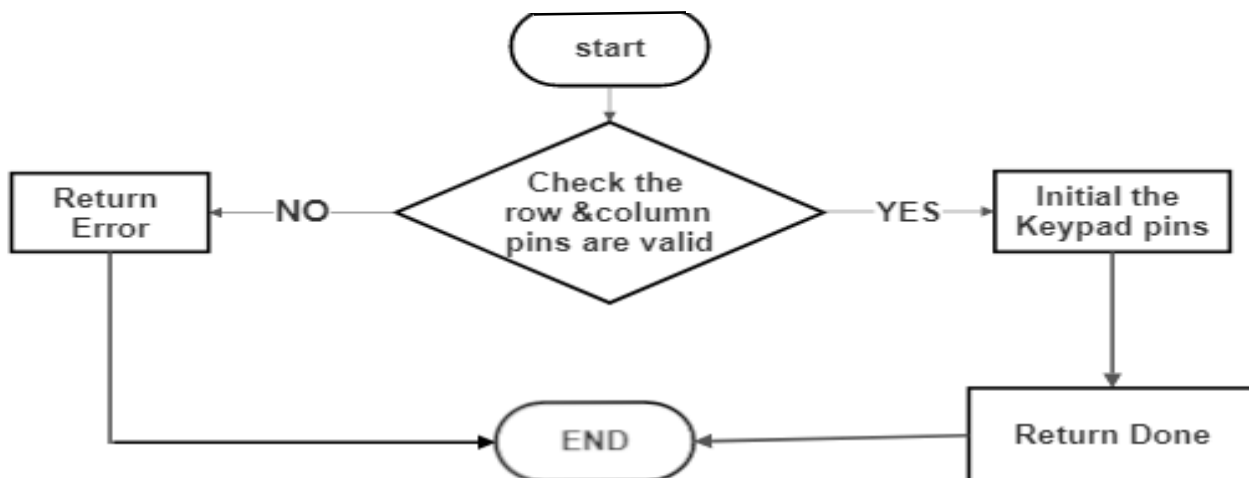 start
Check the
row &column
pins are valid
NO
Return
Error
YES
Initial the
Keypad pins
Return Done
END